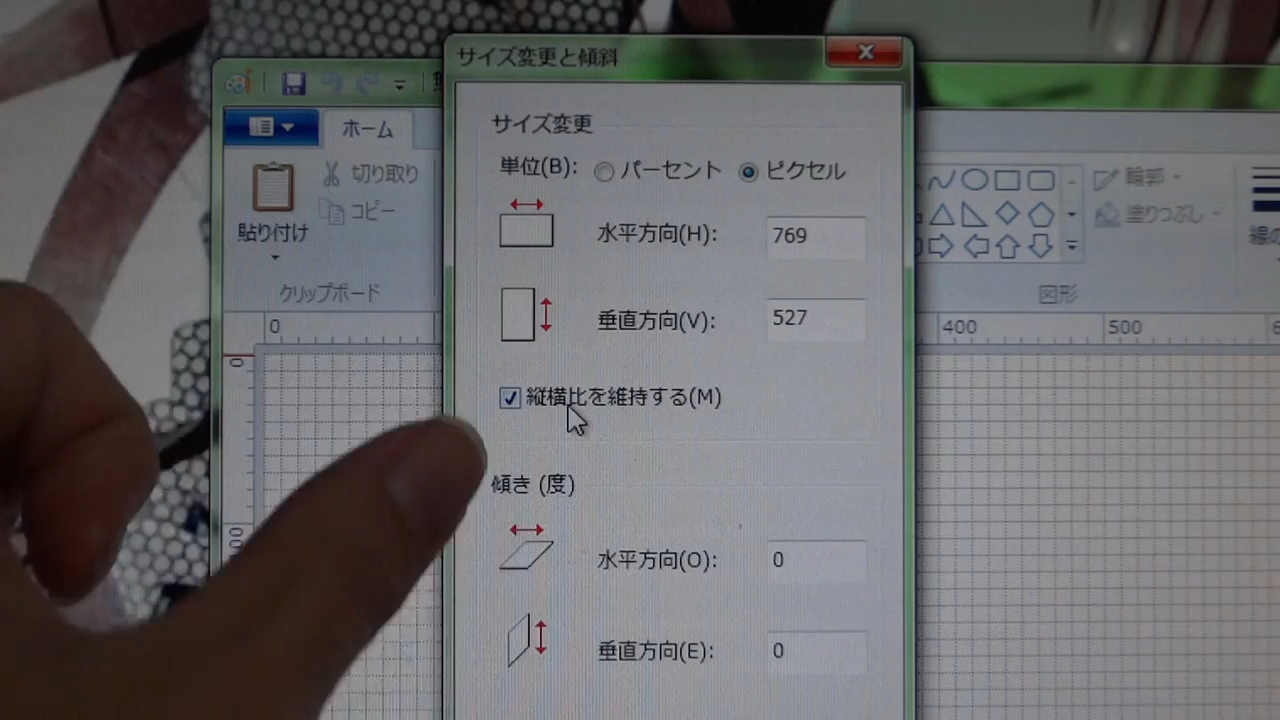 サイズ変更と傾斜
ホーム
切り取り
コピー
貼り付け
クリップボード
サイズ変更
単位(B):
パーセント
ピクセル
水平方向(H):
769
垂直方向(V):
527
縦横比を維持する(M)
傾き (度)
水平方向(O):
0
垂直方向(E):
0
輪郭
塗りつぶし
図形
0
400
500
0